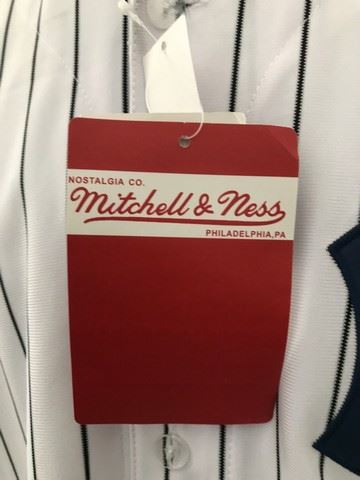 NOSTALGIA CO.
Mitchell & Ness
PHILADELPHIA, PA